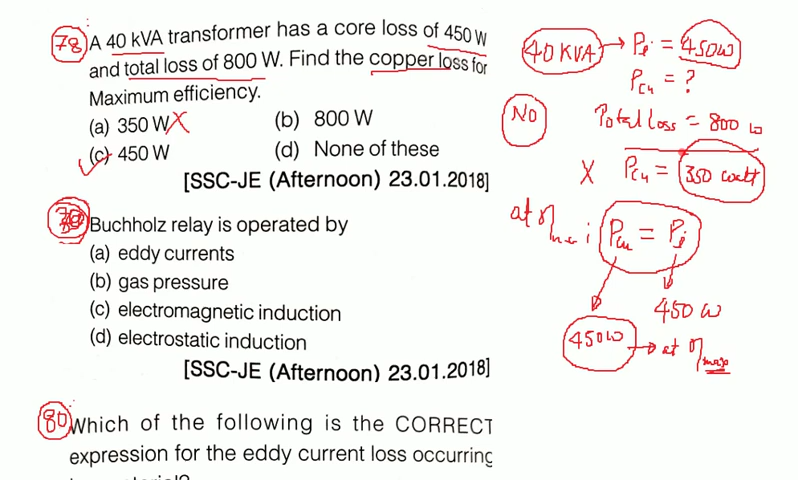 78
A 40 kVA transformer has a core loss of 450 W
and total loss of 800 W. Find the copper loss for
Maximum efficiency.
(a) 350 W X (b) 800 W
(c) 450 W (d) None of these
[SSC-JE (Afternoon) 23.01.2018]
Buchholz relay is operated by
(a) eddy currents
(b) gas pressure
(c) electromagnetic induction
(d) electrostatic induction
[SSC-JE (Afternoon) 23.01.2018]
80
Which of the following is the CORRECT
expression for the eddy current loss occurring
40 KVA → Pi = 450W
Pcu = ?
No Total loss = 800 W
X Pcu = 350 watt
at η ; Pcu = Pi
450 W
450W → at ηmax